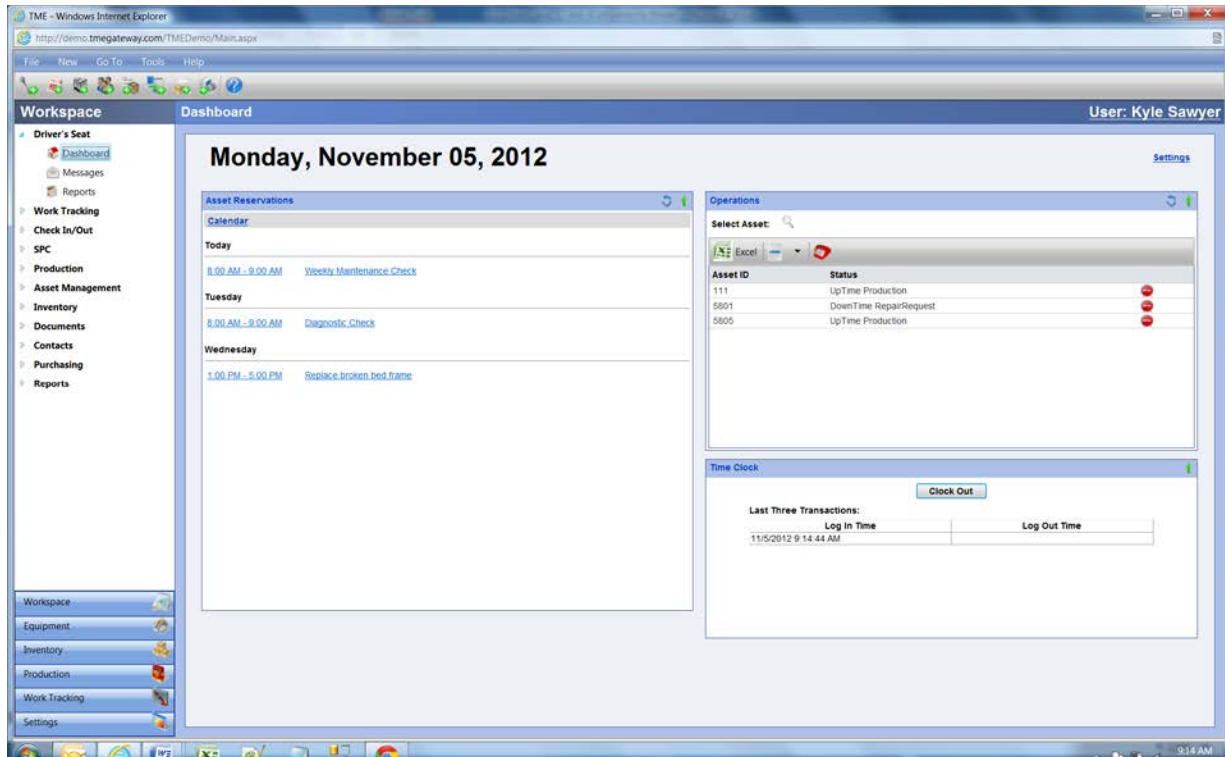 TME - Windows Internet Explorer
http://demo.tmegateway.com/TMEDemo/Main.aspx
File New Go To Tools Help
Workspace
Dashboard
User: Kyle Sawyer
Driver's Seat
Dashboard
Messages
Reports
Work Tracking
Check In/Out
SPC
Production
Asset Management
Inventory
Documents
Contacts
Purchasing
Reports
Workspace
Equipment
Inventory
Production
Work Tracking
Settings
Monday, November 05, 2012
Settings
Asset Reservations
Calendar
Today
8:00 AM - 9:00 AM Weekly Maintenance Check
Tuesday
8:00 AM - 9:00 AM Diagnostic Check
Wednesday
1:00 PM - 5:00 PM Replace broken bed frame
Operations
Select Asset:
Excel
Asset ID Status
111 UpTime Production
5801 DownTime RepairRequest
5805 UpTime Production
Time Clock
Clock Out
Last Three Transactions:
Log In Time Log Out Time
11/5/2012 9:14:44 AM
9:14 AM